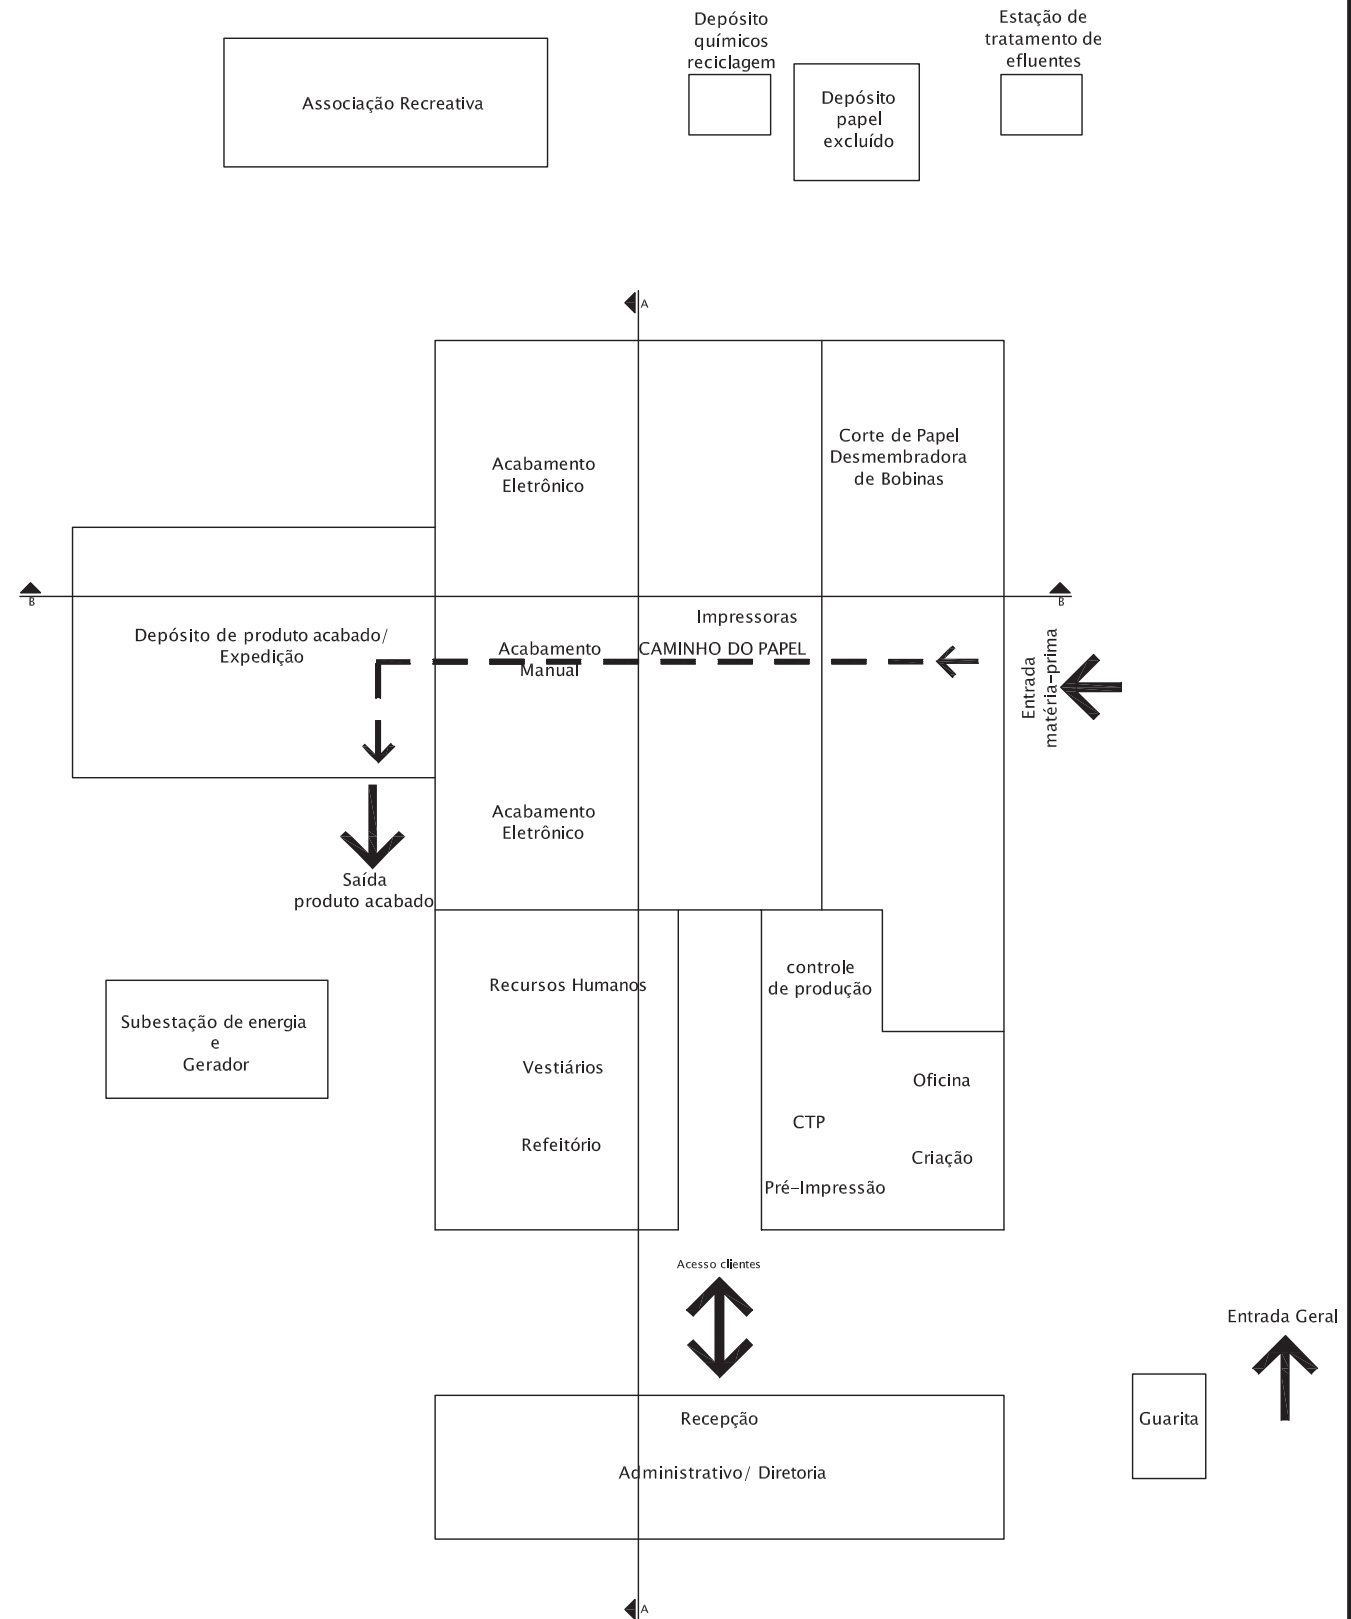 Depósito
químicos
reciclagem
Estação de
tratamento de
efluentes
Associação Recreativa
Depósito
papel
excluído
A
Corte de Papel
Desmembradora
de Bobinas
Acabamento
Eletrônico
B
B
Impressoras
Depósito de produto acabado/
Expedição
Acabamento
Manual
CAMINHO DO PAPEL
Entrada
matéria-prima
Acabamento
Eletrônico
Saída
produto acabado
Recursos Humanos
controle
de produção
Subestação de energia
e
Gerador
Vestiários
Oficina
CTP
Refeitório
Criação
Pré-Impressão
Acesso clientes
Entrada Geral
Recepção
Guarita
Administrativo/ Diretoria
A